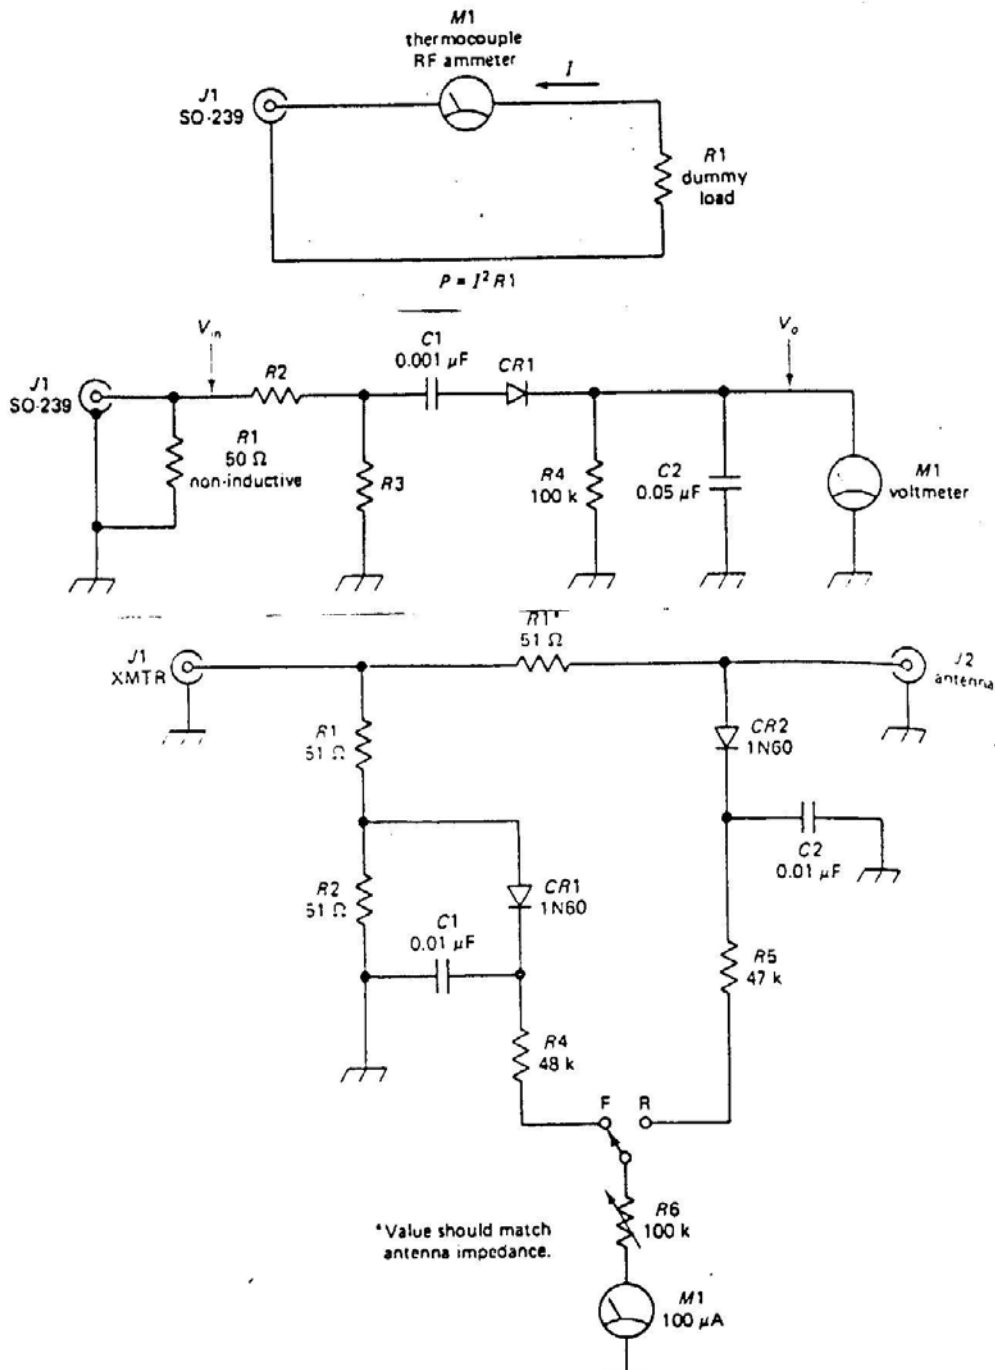 M1
thermocouple
RF ammeter
I
J1
SO-239
R1
dummy
load
P = I²R1
Vin
C1
0.001 µF
CR1
Vo
J1
SO-239
R2
R1
50 Ω
non-inductive
R3
R4
100 k
C2
0.05 µF
M1
voltmeter
R1*
51 Ω
J1
XMTR
J2
antenna
R1
51 Ω
CR2
1N60
C2
0.01 µF
R2
51 Ω
CR1
1N60
C1
0.01 µF
R5
47 k
R4
48 k
F R
R6
100 k
*Value should match
antenna impedance.
M1
100 µA